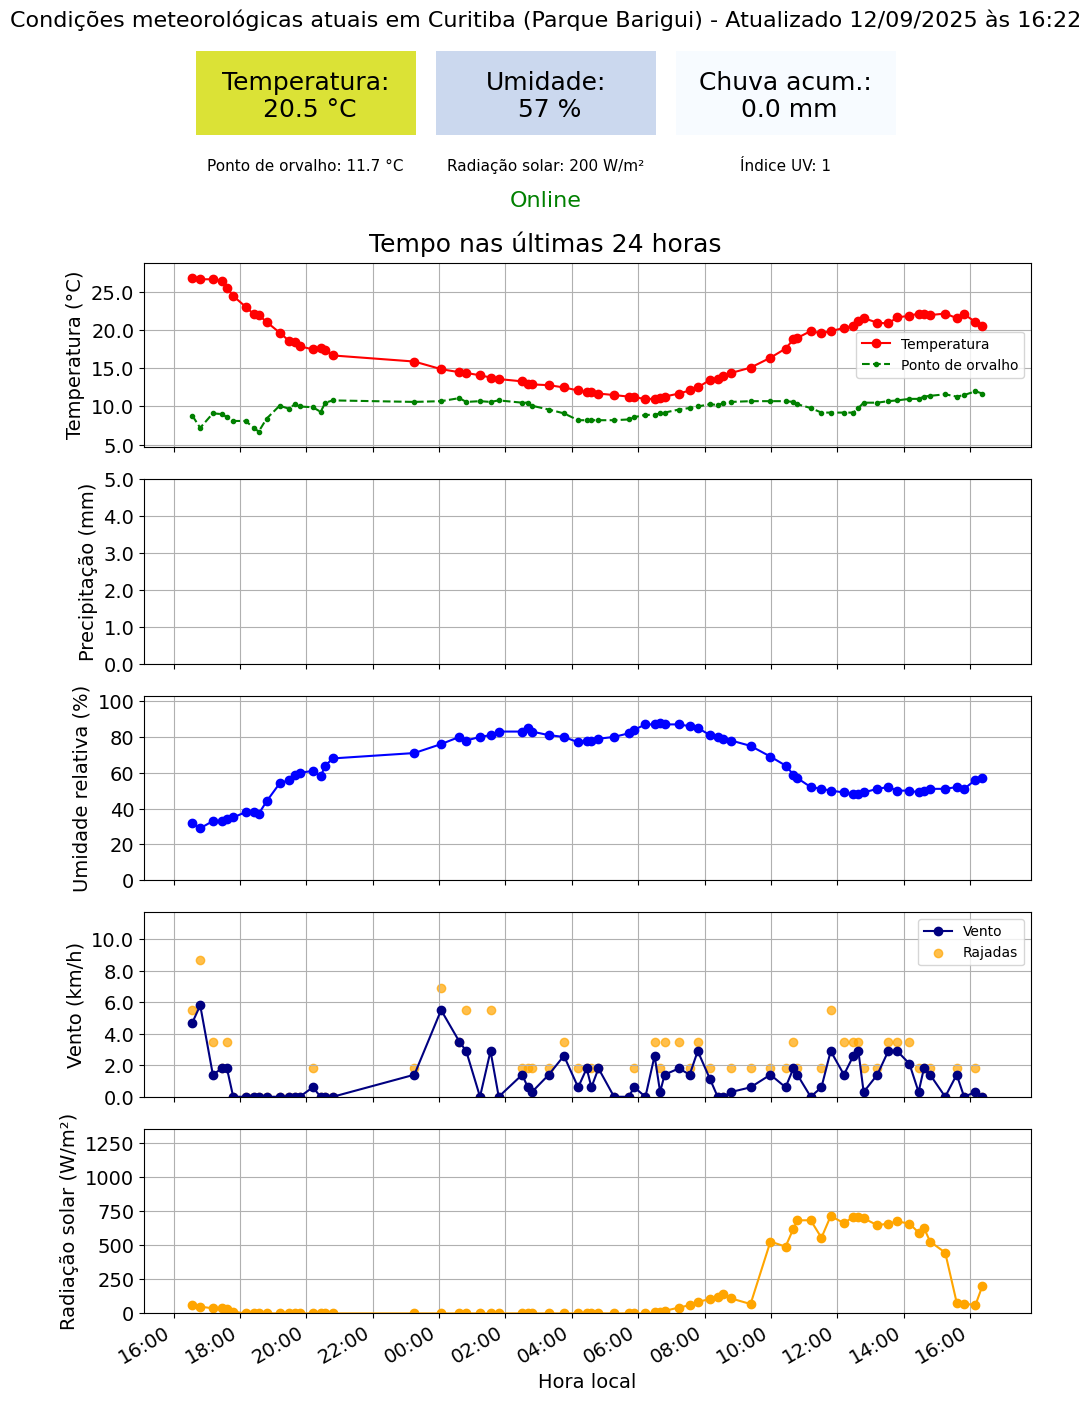 Condições meteorológicas atuais em Curitiba (Parque Barigui) - Atualizado 12/09/2025 às 16:22
Temperatura:
20.5 °C
Umidade:
57 %
Chuva acum.:
0.0 mm
Ponto de orvalho: 11.7 °C
Radiação solar: 200 W/m²
Índice UV: 1
Online
Tempo nas últimas 24 horas
Temperatura (°C)
25.0
20.0
15.0
10.0
5.0
Temperatura
Ponto de orvalho
Precipitação (mm)
5.0
4.0
3.0
2.0
1.0
0.0
Umidade relativa (%)
100
80
60
40
20
0
Vento (km/h)
10.0
8.0
6.0
4.0
2.0
0.0
Vento
Rajadas
Radiação solar (W/m²)
1250
1000
750
500
250
0
16:00
18:00
20:00
22:00
00:00
02:00
04:00
06:00
08:00
10:00
12:00
14:00
16:00
Hora local